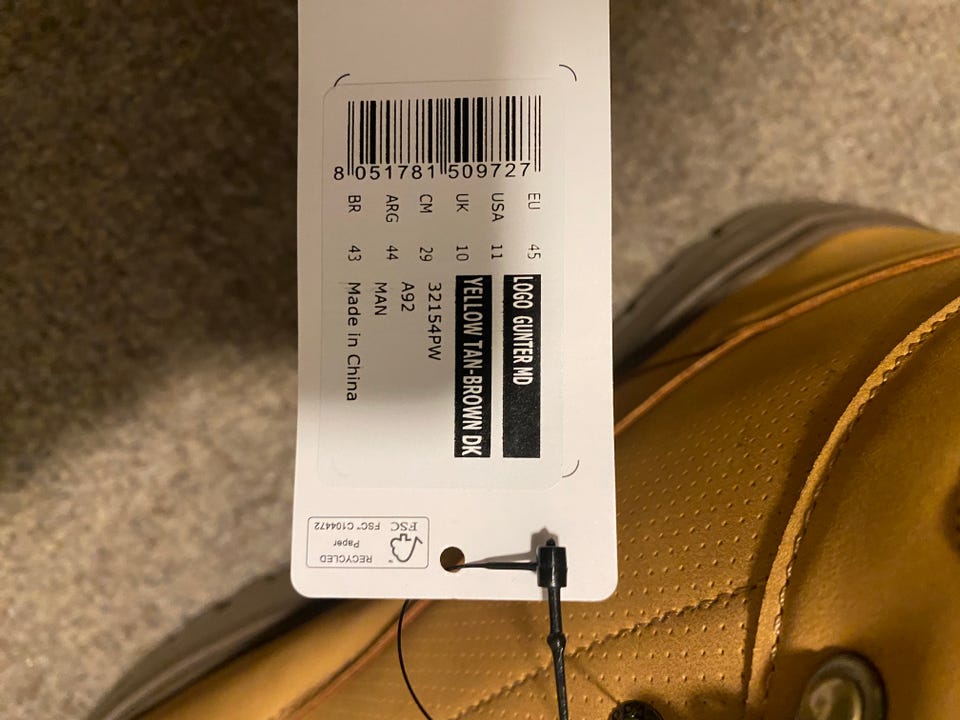 8 051781 509727
EU 45
USA 11
UK 10
CM 29
ARG 44
BR 43
LOGO GUNTER MD
YELLOW TAN-BROWN DK
32154PW
A92
MAN
Made in China
RECYCLED
Paper
FSC
FSC™ C104472